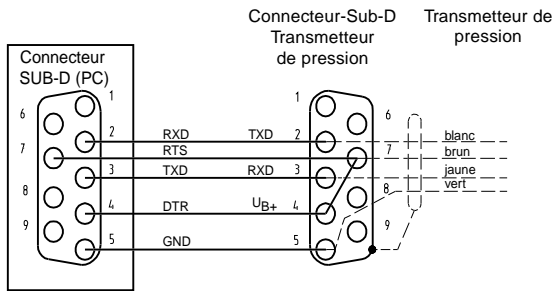 Connecteur-Sub-D
Transmetteur
de pression
Transmetteur de
pression
Connecteur
SUB-D (PC)
1
6
2
7
3
8
4
9
5
RXD TXD
RTS
TXD RXD
DTR UB+
GND
1
6
2
7
3
8
4
9
5
blanc
brun
jaune
vert